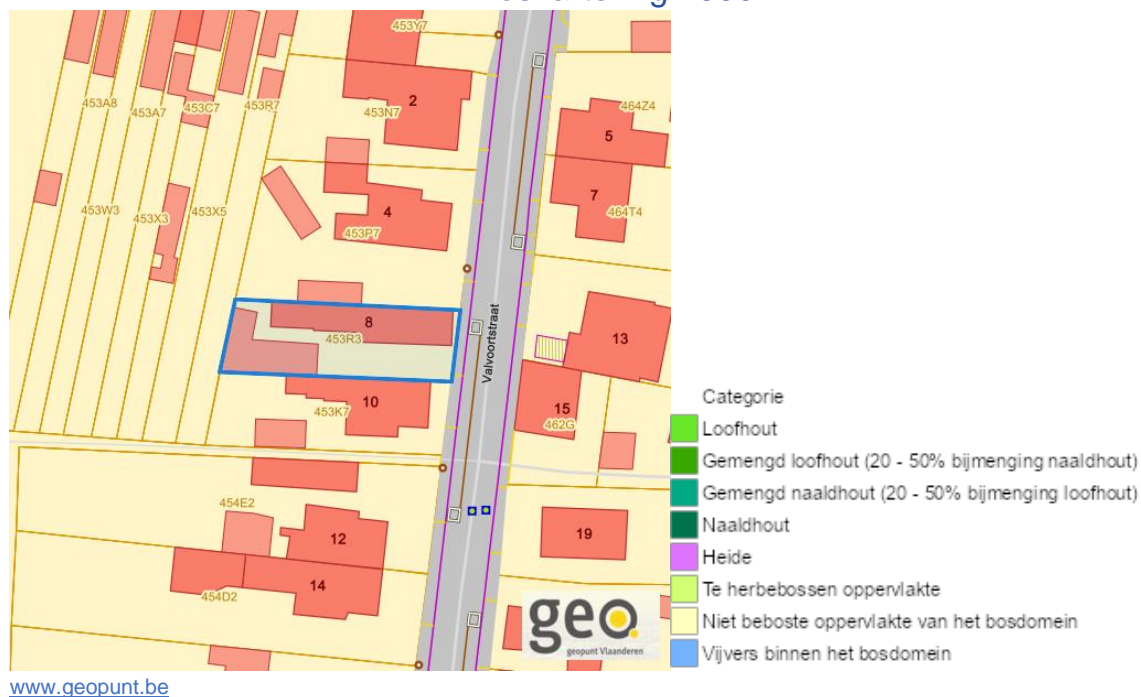 453Y7
453A8
453A7
453C7
453R7
453N7
2
464Z4
5
7
464T4
453W3
453X3
453X5
4
453P7
8
453R3
Valvoortstraat
13
10
453K7
15
462G
454E2
12
19
14
454D2
geo.
geopunt Vlaanderen
Categorie
Loofhout
Gemengd loofhout (20 - 50% bijmenging naaldhout)
Gemengd naaldhout (20 - 50% bijmenging loofhout)
Naaldhout
Heide
Te herbebossen oppervlakte
Niet beboste oppervlakte van het bosdomein
Vijvers binnen het bosdomein
www.geopunt.be